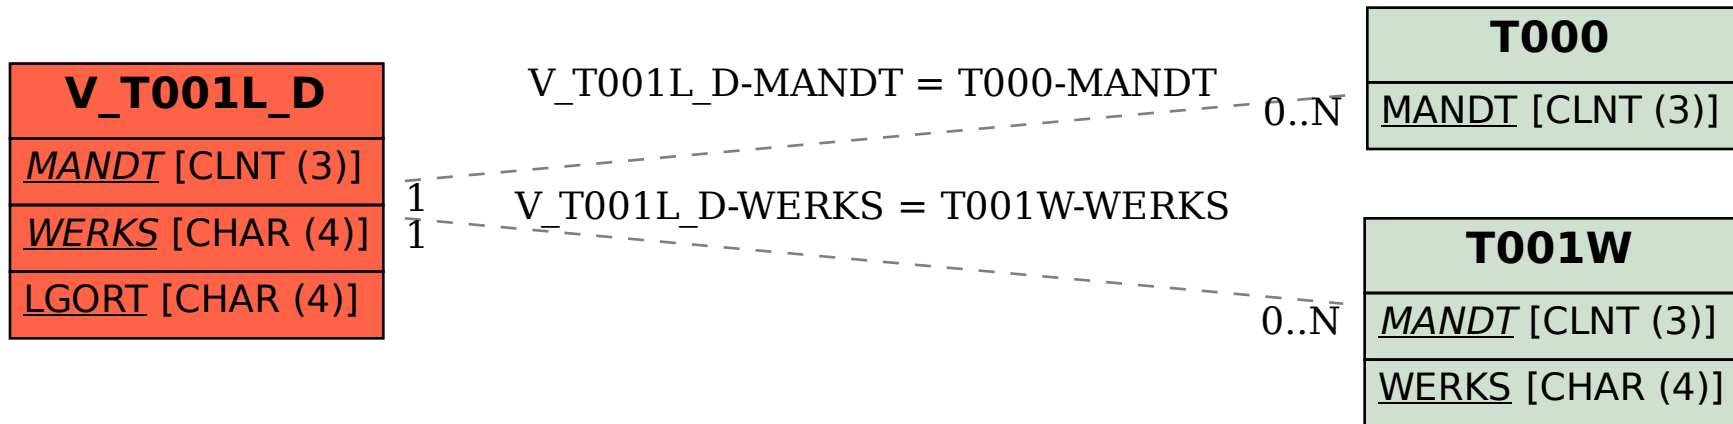 V_T001L_D
MANDT [CLNT (3)]
WERKS [CHAR (4)]
LGORT [CHAR (4)]
V_T001L_D-MANDT = T000-MANDT
0..N
1
V_T001L_D-WERKS = T001W-WERKS
1
0..N
T000
MANDT [CLNT (3)]
T001W
MANDT [CLNT (3)]
WERKS [CHAR (4)]